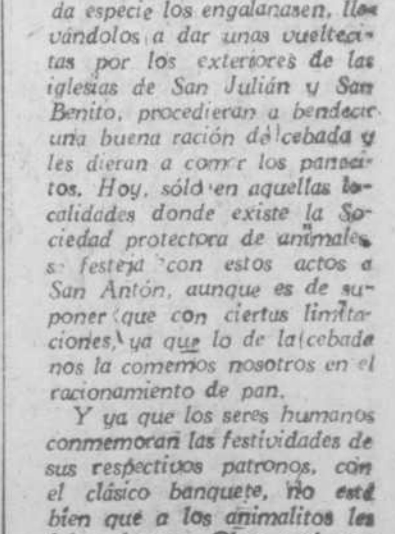 da especie los engalanasen, lle-
vándolos a dar unas vuelteci-
tas por los exteriores de las
iglesias de San Julián y San
Benito, procedieran a bendecir
una buena ración de cebada y
les dieran a comer los paneci-
tos. Hoy, sólo en aquellas lo-
calidades donde existe la So-
ciedad protectora de animales,
se festeja con estos actos a
San Antón, aunque es de su-
poner que con ciertas limita-
ciones, ya que lo de la cebada
nos la comemos nosotros en el
racionamiento de pan.
Y ya que los seres humanos
conmemoran las festividades de
sus respectivos patronos, con
el clásico banquete, no está
bien que a los animalitos les